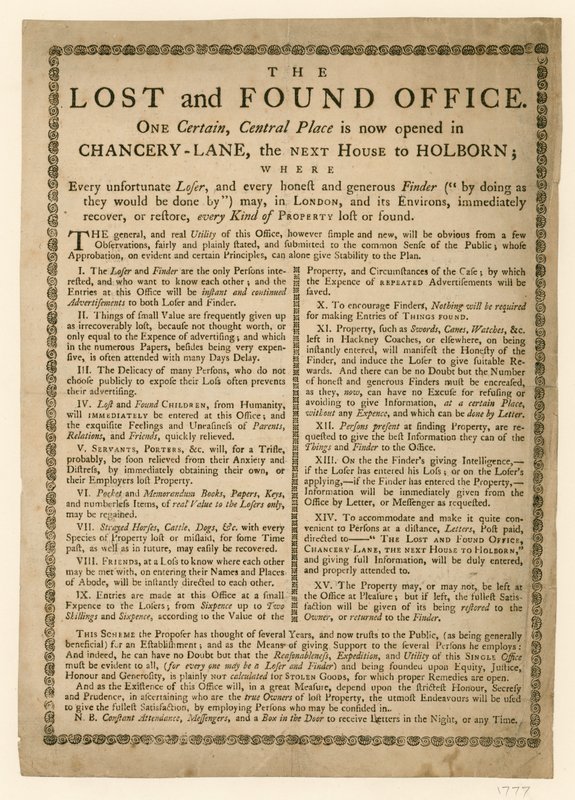 THE
LOST and FOUND OFFICE.
ONE Certain, Central Place is now opened in
CHANCERY-LANE, the NEXT HOUSE to HOLBORN;
WHERE
Every unfortunate Loſer, and every honeſt and generous Finder (“ by doing as
they would be done by”) may, in LONDON, and its Environs, immediately
recover, or reſtore, every Kind of PROPERTY loſt or found.
THE general, and real Utility of this Office, however ſimple and new, will be obvious from a few
Obſervations, fairly and plainly ſtated, and ſubmitted to the common Senſe of the Public; whoſe
Approbation, on evident and certain Principles, can alone give Stability to the Plan.
I. The Loſer and Finder are the only Perſons inte-
reſted, and who want to know each other; and the
Entries at this Office will be inſtant and continued
Advertiſements to both Loſer and Finder.
II. Things of ſmall Value are frequently given up
as irrecoverably loſt, becauſe not thought worth, or
only equal to the Expence of advertiſing; and which
in the numerous Papers, beſides being very expen-
ſive, is often attended with many Days Delay.
III. The Delicacy of many Perſons, who do not
chooſe publicly to expoſe their Loſs often prevents
their advertiſing.
IV. Loſt and Found CHILDREN, from Humanity,
will IMMEDIATELY be entered at this Office; and
the exquiſite Feelings and Uneaſineſs of Parents,
Relations, and Friends, quickly relieved.
V. SERVANTS, PORTERS, &c. will, for a Trifle,
probably, be ſoon relieved from their Anxiety and
Diſtreſs, by immediately obtaining their own, or
their Employers loſt Property.
VI. Pocket and Memorandum Books, Papers, Keys,
and numberleſs Items, of real Value to the Loſers only,
may be regained.
VII. Strayed Horſes, Cattle, Dogs, &c. with every
Species of Property loſt or miſlaid, for ſome Time
paſt, as well as in future, may eaſily be recovered.
VIII. FRIENDS, at a Loſs to know where each other
may be met with, on entering their Names and Places
of Abode, will be inſtantly directed to each other.
IX. Entries are made at this Office at a ſmall
Expence to the Loſers; from Sixpence up to Two
Shillings and Sixpence, according to the Value of the
Property, and Circumſtances of the Caſe; by which
the Expence of REPEATED Advertiſements will be
ſaved.
X. To encourage Finders, Nothing will be required
for making Entries of THINGS FOUND.
XI. Property, ſuch as Swords, Canes, Watches, &c.
left in Hackney Coaches, or elſewhere, on being
inſtantly entered, will manifeſt the Honeſty of the
Finder, and induce the Loſer to give ſuitable Re-
wards. And there can be no Doubt but the Number
of honeſt and generous Finders muſt be encreaſed,
as they, now, can have no Excuſe for refuſing or
avoiding to give Information, at a certain Place,
without any Expence, and which can be done by Letter.
XII. Perſons preſent at finding Property, are re-
queſted to give the beſt Information they can of the
Things and Finder to the Office.
XIII. On the the Finder's giving Intelligence,—
if the Loſer has entered his Loſs; or on the Loſer's
applying,—if the Finder has entered the Property,—
Information will be immediately given from the
Office by Letter, or Meſſenger as requeſted.
XIV. To accommodate and make it quite con-
venient to Perſons at a diſtance, Letters, Poſt paid,
directed to——“ THE LOST AND FOUND OFFICE,
CHANCERY LANE, THE NEXT HOUSE TO HOLBORN,”
and giving full Information, will be duly entered,
and properly attended to.
XV. The Property may, or may not, be left at
the Office at Pleaſure; but if left, the fulleſt Satis-
faction will be given of its being reſtored to the
Owner, or returned to the Finder.
THIS SCHEME the Propoſer has thought of ſeveral Years, and now truſts to the Public, (as being generally
beneficial) for an Eſtabliſhment; and as the Means of giving Support to the ſeveral Perſons he employs:
And indeed, he can have no Doubt but that the Reaſonableneſs, Expedition, and Utility of this SINGLE Office
muſt be evident to all, (for every one may be a Loſer and Finder) and being founded upon Equity, Juſtice,
Honour and Generoſity, is plainly NOT calculated for STOLEN GOODS, for which proper Remedies are open.
And as the Exiſtence of this Office will, in a great Meaſure, depend upon the ſtricteſt Honour, Secreſy
and Prudence, in aſcertaining who are the true Owners of loſt Property, the utmoſt Endeavours will be uſed
to give the fulleſt Satisfaction, by employing Perſons who may be confided in.
N. B. Conſtant Attendance, Meſſengers, and a Box in the Door to receive Letters in the Night, or any Time.
1777